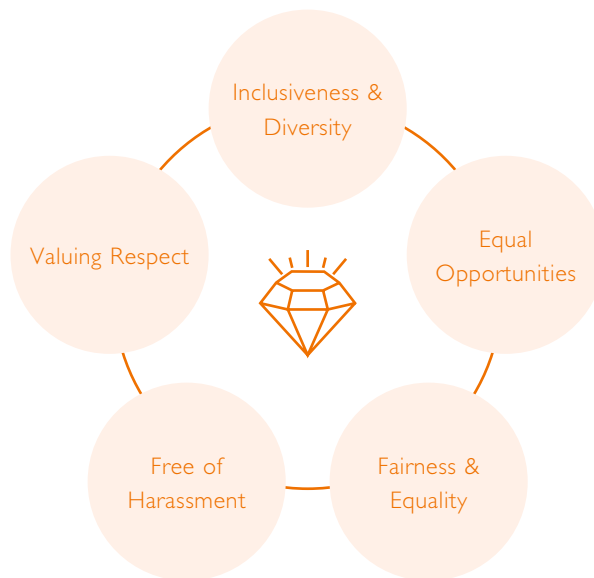 Inclusiveness &
Diversity
Equal
Opportunities
Fairness &
Equality
Free of
Harassment
Valuing Respect